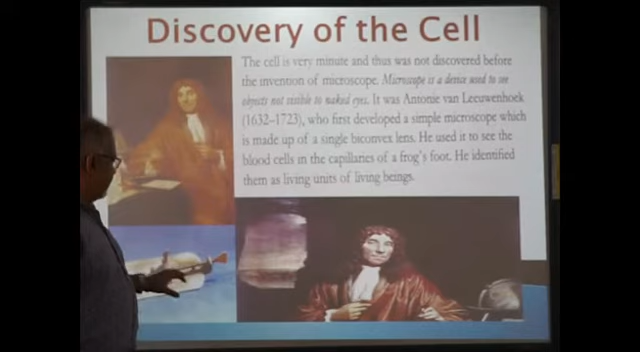 Discovery of the Cell
The cell is very minute and thus was not discovered before
the invention of microscope. Microscope is a device used to see
objects not visible to naked eyes. It was Antonie van Leeuwenhoek
(1632–1723), who first developed a simple microscope which
is made up of a single biconvex lens. He used it to see the
blood cells in the capillaries of a frog's foot. He identified
them as living units of living beings.